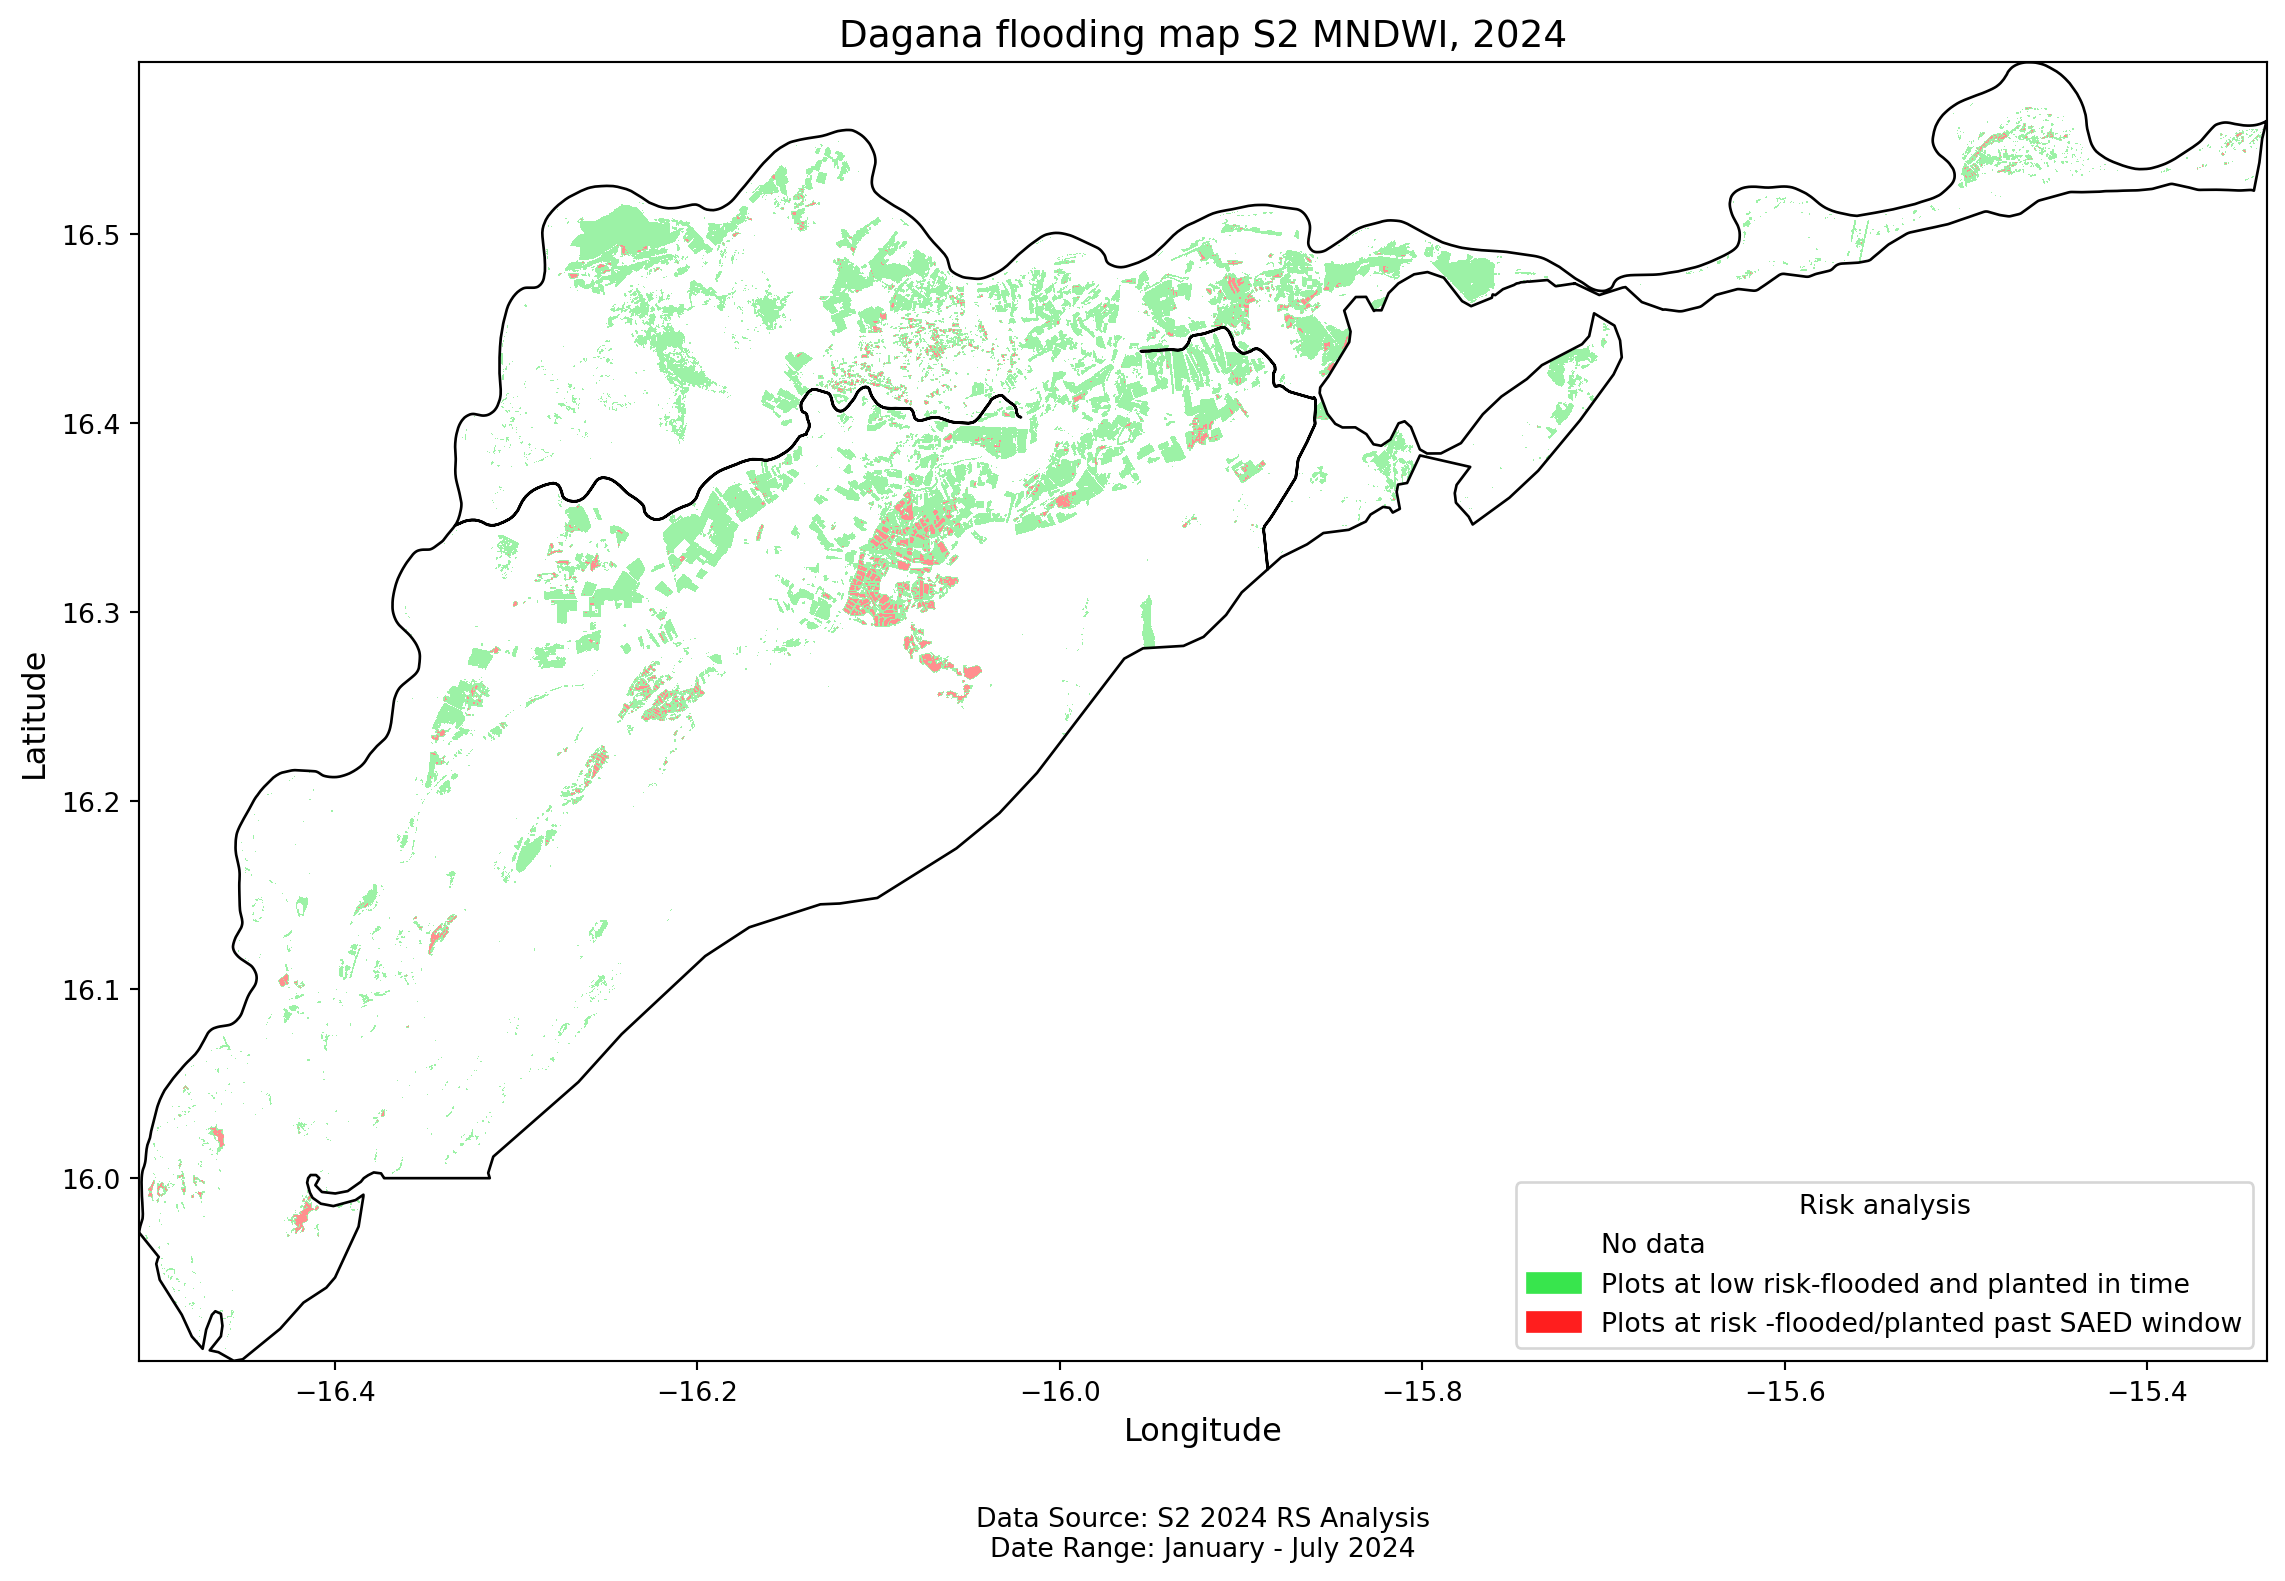 Dagana flooding map S2 MNDWI, 2024
Latitude
16.5
16.4
16.3
16.2
16.1
16.0
−16.4
−16.2
−16.0
−15.8
−15.6
−15.4
Longitude
Risk analysis
No data
Plots at low risk-flooded and planted in time
Plots at risk -flooded/planted past SAED window
Data Source: S2 2024 RS Analysis
Date Range: January - July 2024